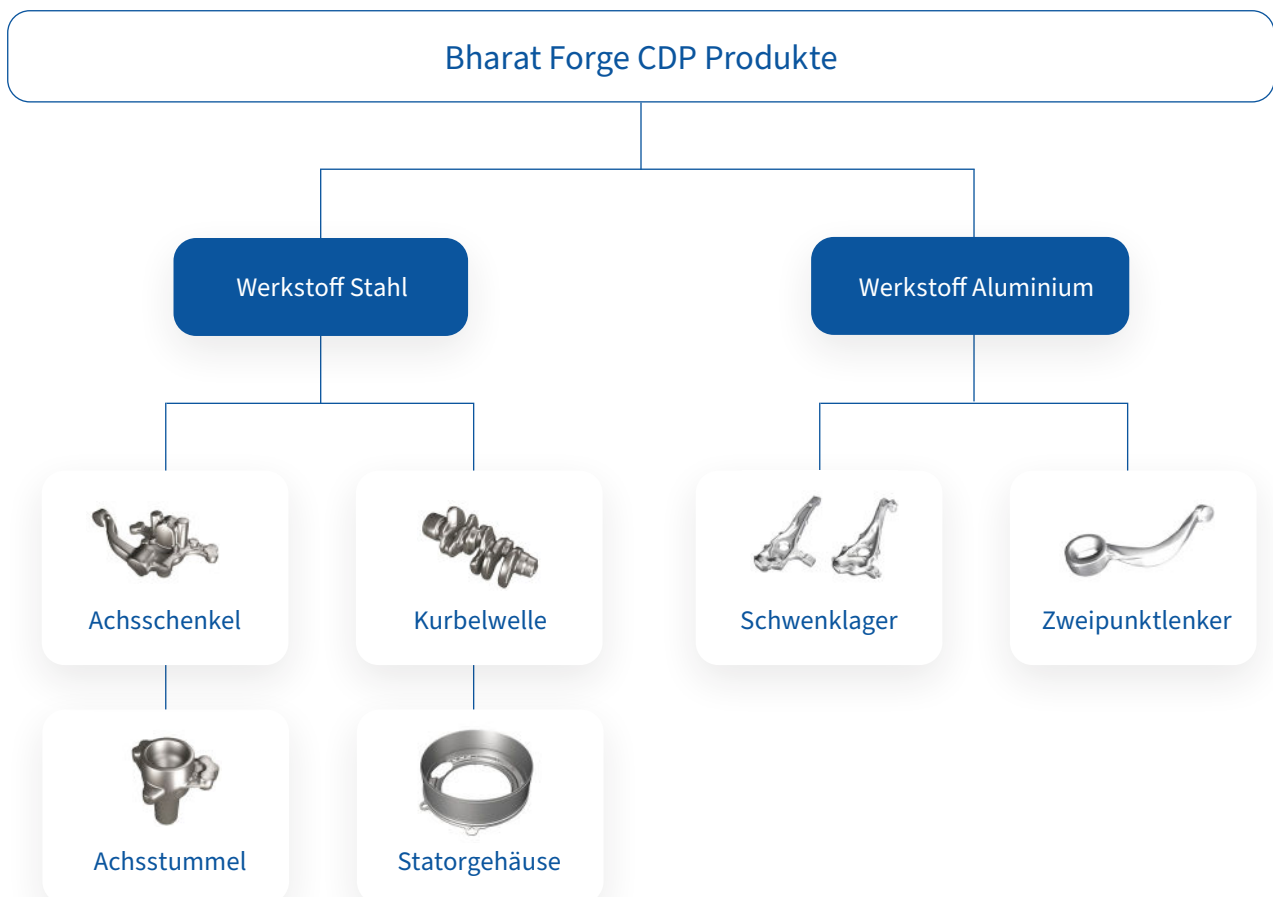 Bharat Forge CDP Produkte
Werkstoff Stahl
Werkstoff Aluminium
Achsschenkel
Kurbelwelle
Schwenklager
Zweipunktlenker
Achsstummel
Statorgehäuse